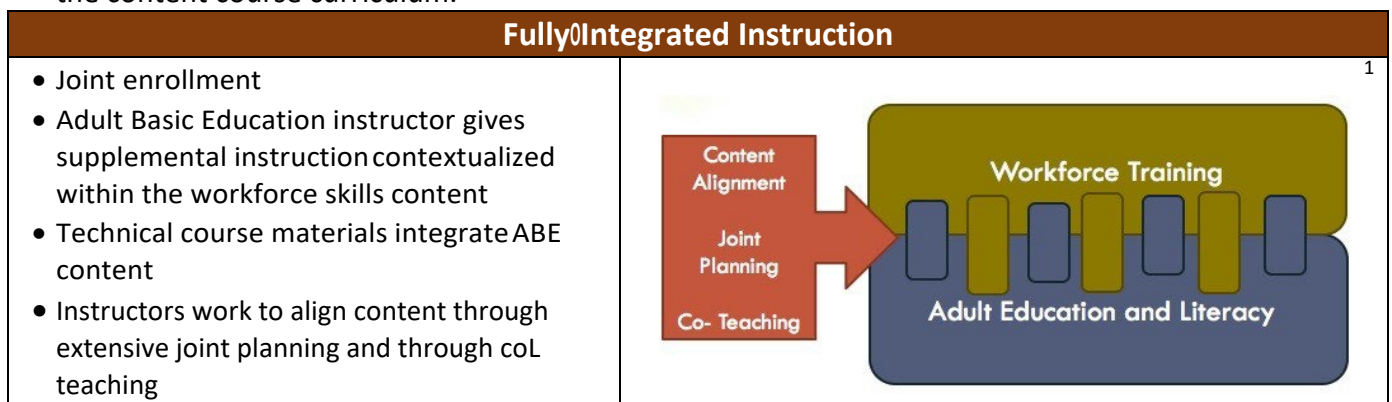 the content course curriculum.
Fully0Integrated Instruction
• Joint enrollment
• Adult Basic Education instructor gives
supplemental instruction contextualized
within the workforce skills content
• Technical course materials integrate ABE
content
• Instructors work to align content through
extensive joint planning and through coL
teaching
1
Content
Alignment
Joint
Planning
Co- Teaching
Workforce Training
Adult Education and Literacy